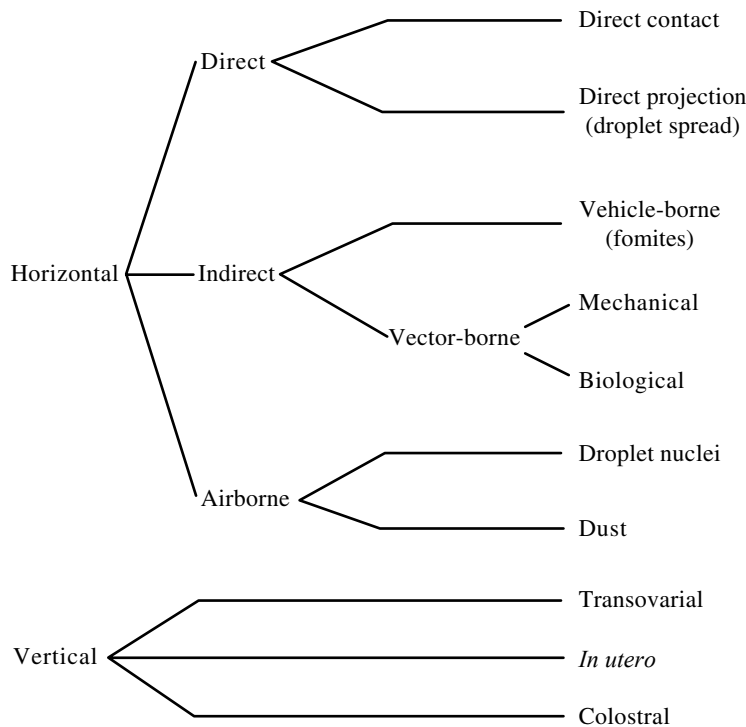 Direct contact
Direct
Direct projection
(droplet spread)
Vehicle-borne
(fomites)
Horizontal
Indirect
Mechanical
Vector-borne
Biological
Droplet nuclei
Airborne
Dust
Transovarial
Vertical
In utero
Colostral